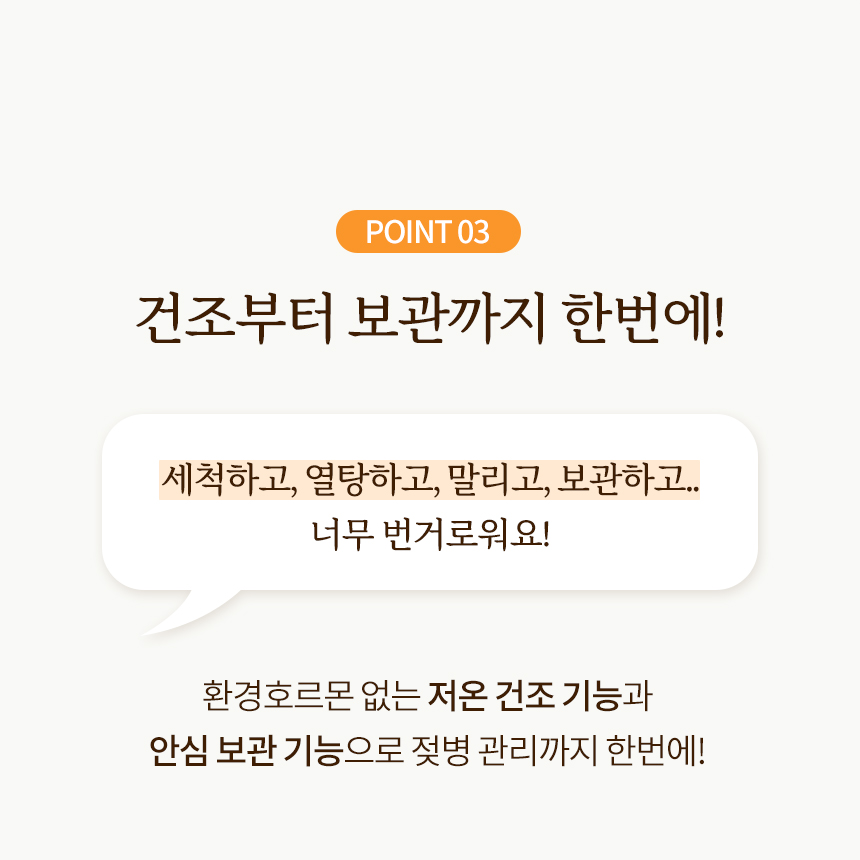 POINT 03
건조부터 보관까지 한번에!
세척하고, 열탕하고, 말리고, 보관하고..
너무 번거로워요!
환경호르몬 없는 저온 건조 기능과
안심 보관 기능으로 젖병 관리까지 한번에!